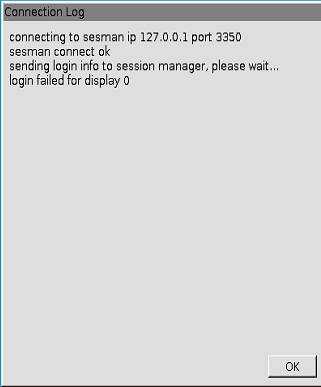 Connection Log
connecting to sesman ip 127.0.0.1 port 3350
sesman connect ok
sending login info to session manager, please wait...
login failed for display 0
OK